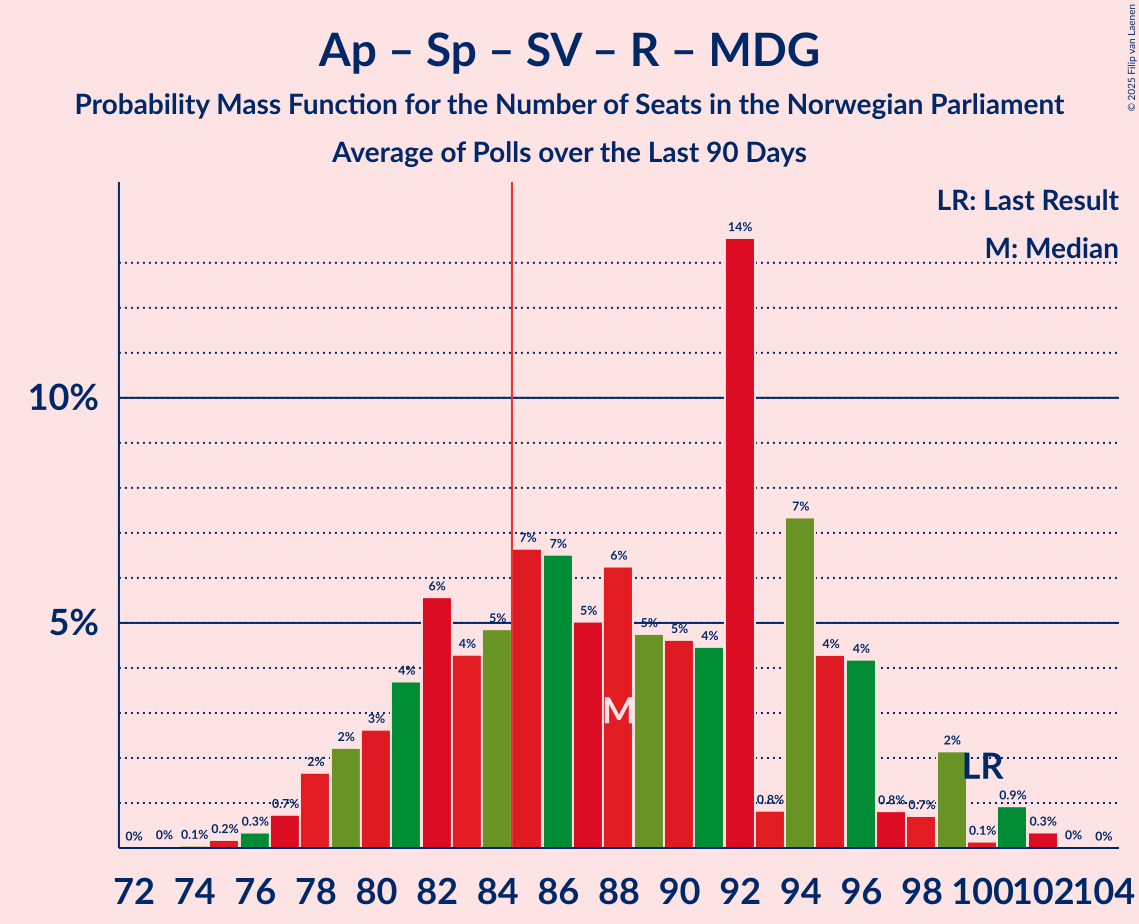 Ap – Sp – SV – R – MDG
Probability Mass Function for the Number of Seats in the Norwegian Parliament
Average of Polls over the Last 90 Days
© 2025 Filip van Laenen
LR: Last Result
M: Median
10%
5%
0% 0% 0.1% 0.2% 0.3% 0.7% 2% 2% 3% 4% 6% 4% 5% 7% 7% 5% 6% 5% 5% 4% 14% 0.8% 7% 4% 4% 0.8% 0.7% 2% 0.1% 0.9% 0.3% 0% 0%
M
LR
72 74 76 78 80 82 84 86 88 90 92 94 96 98 100 102 104